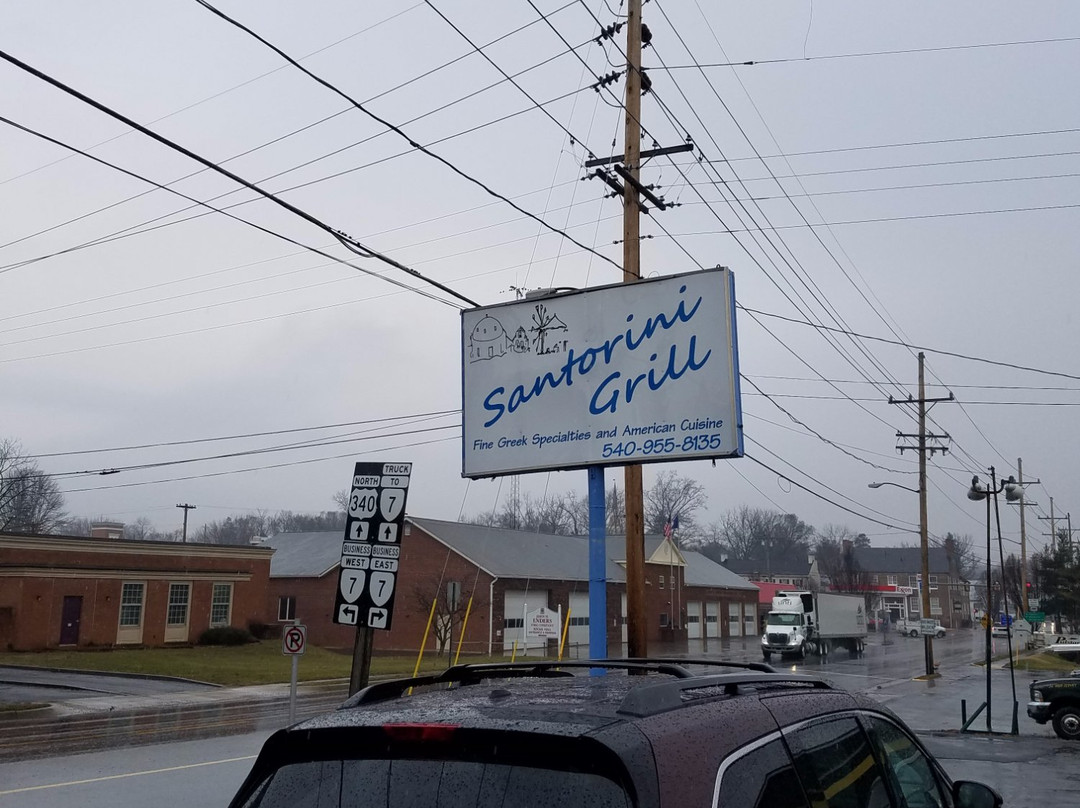 Santorini
Grill
Fine Greek Specialties and American Cuisine
540-955-8135
TRUCK
NORTH TO
340 7
BUSINESS BUSINESS
WEST EAST
7 7
ENDERS